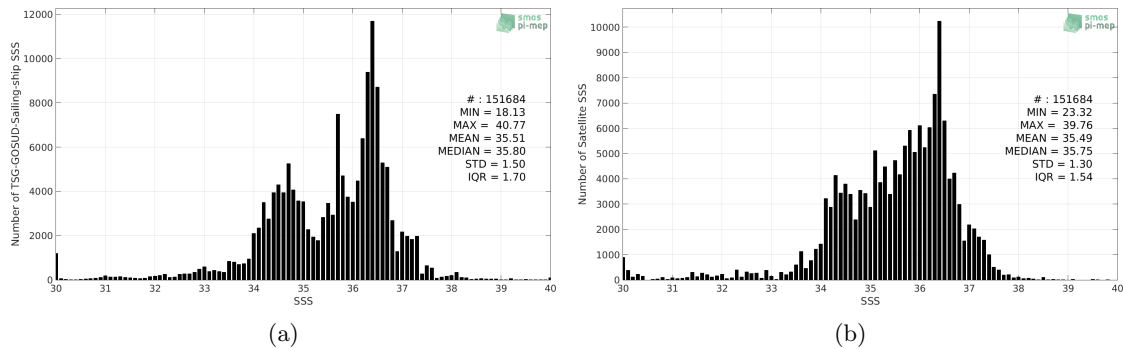 smos
pi-mep
12000
10000
8000
6000
4000
2000
0
Number of TSG-GOSUD-Sailing-ship SSS
# : 151684
MIN = 18.13
MAX = 40.77
MEAN = 35.51
MEDIAN = 35.80
STD = 1.50
IQR = 1.70
30 31 32 33 34 35 36 37 38 39 40
SSS
(a)
smos
pi-mep
10000
9000
8000
7000
6000
5000
4000
3000
2000
1000
0
Number of Satellite SSS
# : 151684
MIN = 23.32
MAX = 39.76
MEAN = 35.49
MEDIAN = 35.75
STD = 1.30
IQR = 1.54
30 31 32 33 34 35 36 37 38 39 40
SSS
(b)